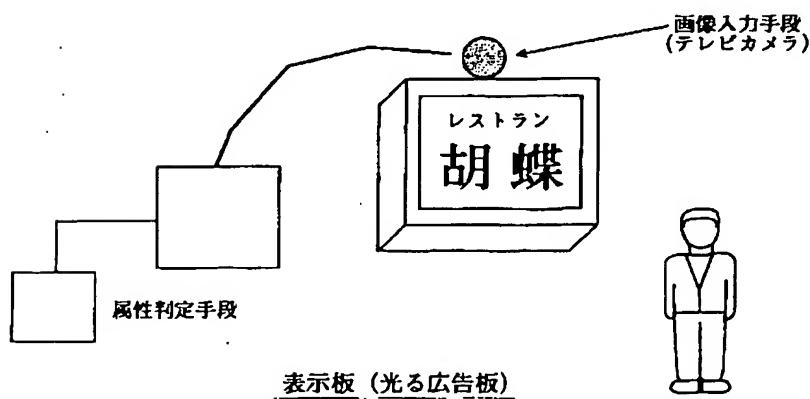 画像入力手段
(テレビカメラ)
レストラン
胡蝶
属性判定手段
表示板（光る広告板）